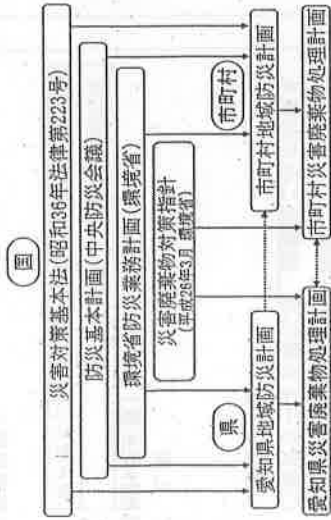 国
災害対策基本法(昭和36年法律第223号)
防災基本計画(中央防災会議)
環境省防災業務計画(環境省)
災害廃棄物対策指針
(平成26年3月 環境省)
県
市町村
愛知県地域防災計画
市町村地域防災計画
愛知県災害廃棄物処理計画
市町村災害廃棄物処理計画